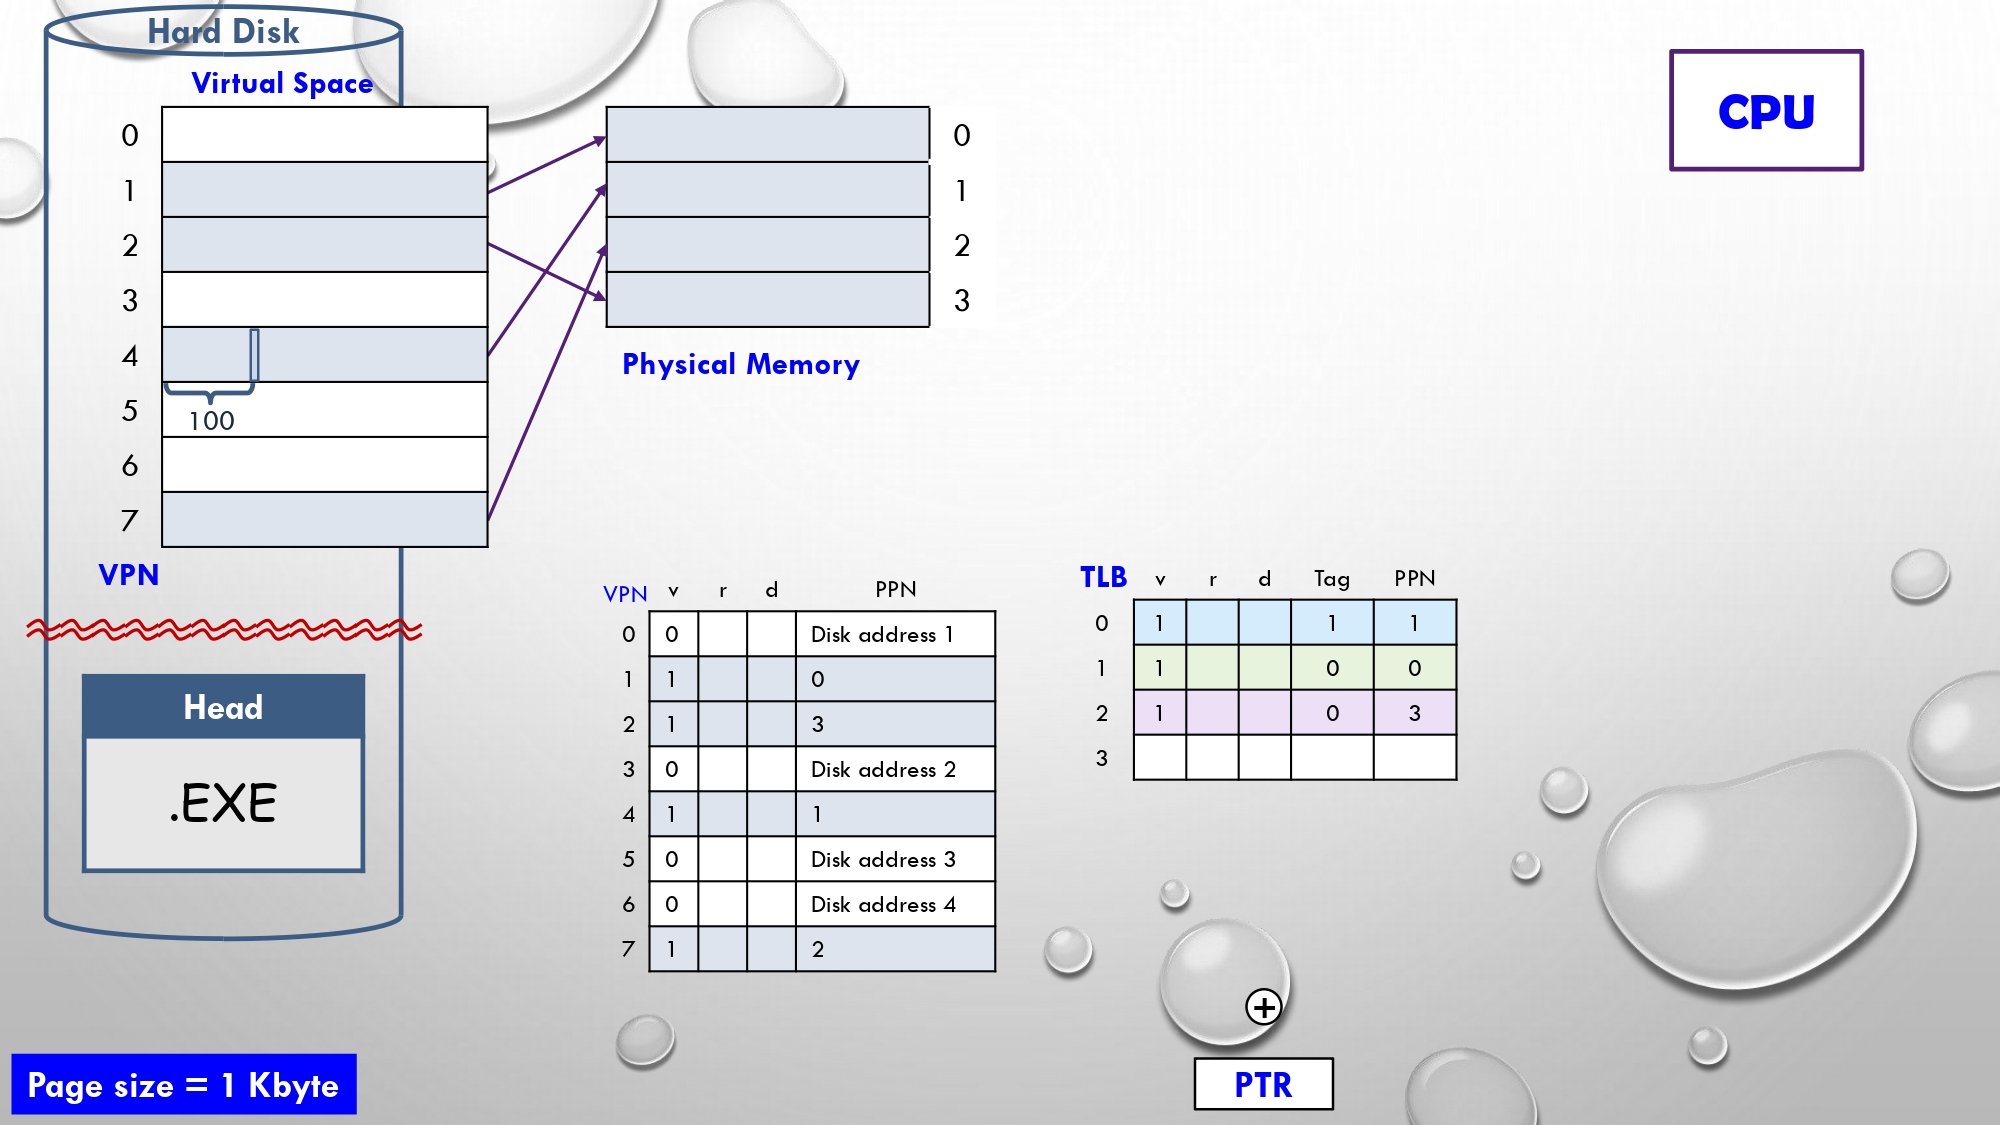 Hard Disk
Virtual Space
CPU
0 0
1 1
2 2
3 3
4
Physical Memory
5
100
6
7
VPN
VPN v r d PPN
0 0 Disk address 1
1 1 0
2 1 3
3 0 Disk address 2
4 1 1
5 0 Disk address 3
6 0 Disk address 4
7 1 2
TLB v r d Tag PPN
0 1 1 1
1 1 0 0
2 1 0 3
3
Head
.EXE
+
PTR
Page size = 1 Kbyte